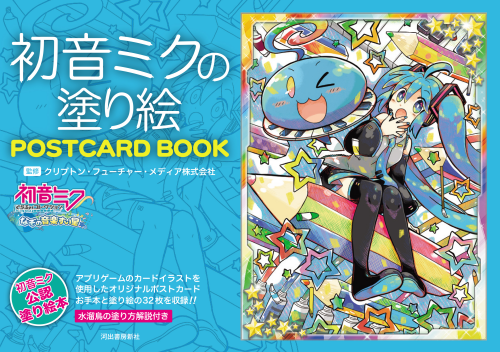 初音ミクの
塗り絵
POSTCARD BOOK
監修 クリプトン・フューチャー・メディア株式会社
初音ミク
なぞの音楽すい星
初音ミク
公認
塗り絵本
アプリゲームのカードイラストを
使用したオリジナルポストカード
お手本と塗り絵の32枚を収録!!
水溜鳥の塗り方解説付き
河出書房新社